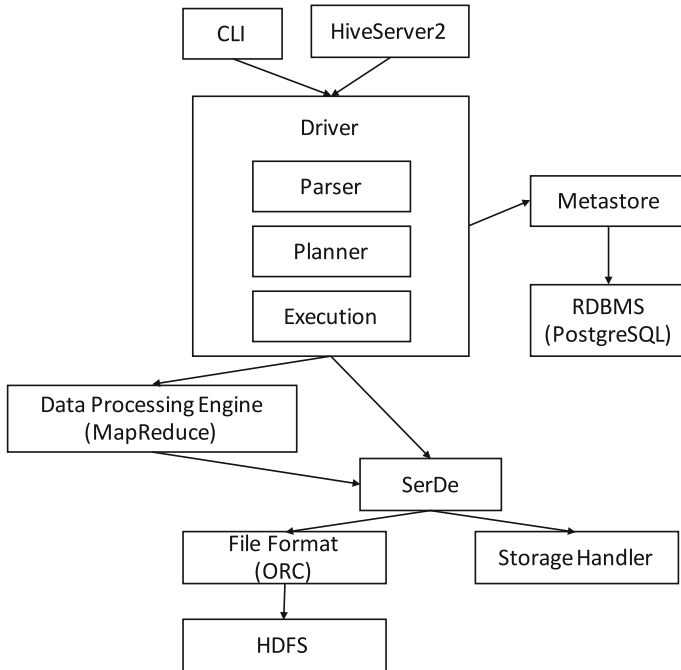 CLI
HiveServer2
Driver
Parser
Planner
Execution
Metastore
RDBMS
(PostgreSQL)
Data Processing Engine
(MapReduce)
SerDe
File Format
(ORC)
Storage Handler
HDFS